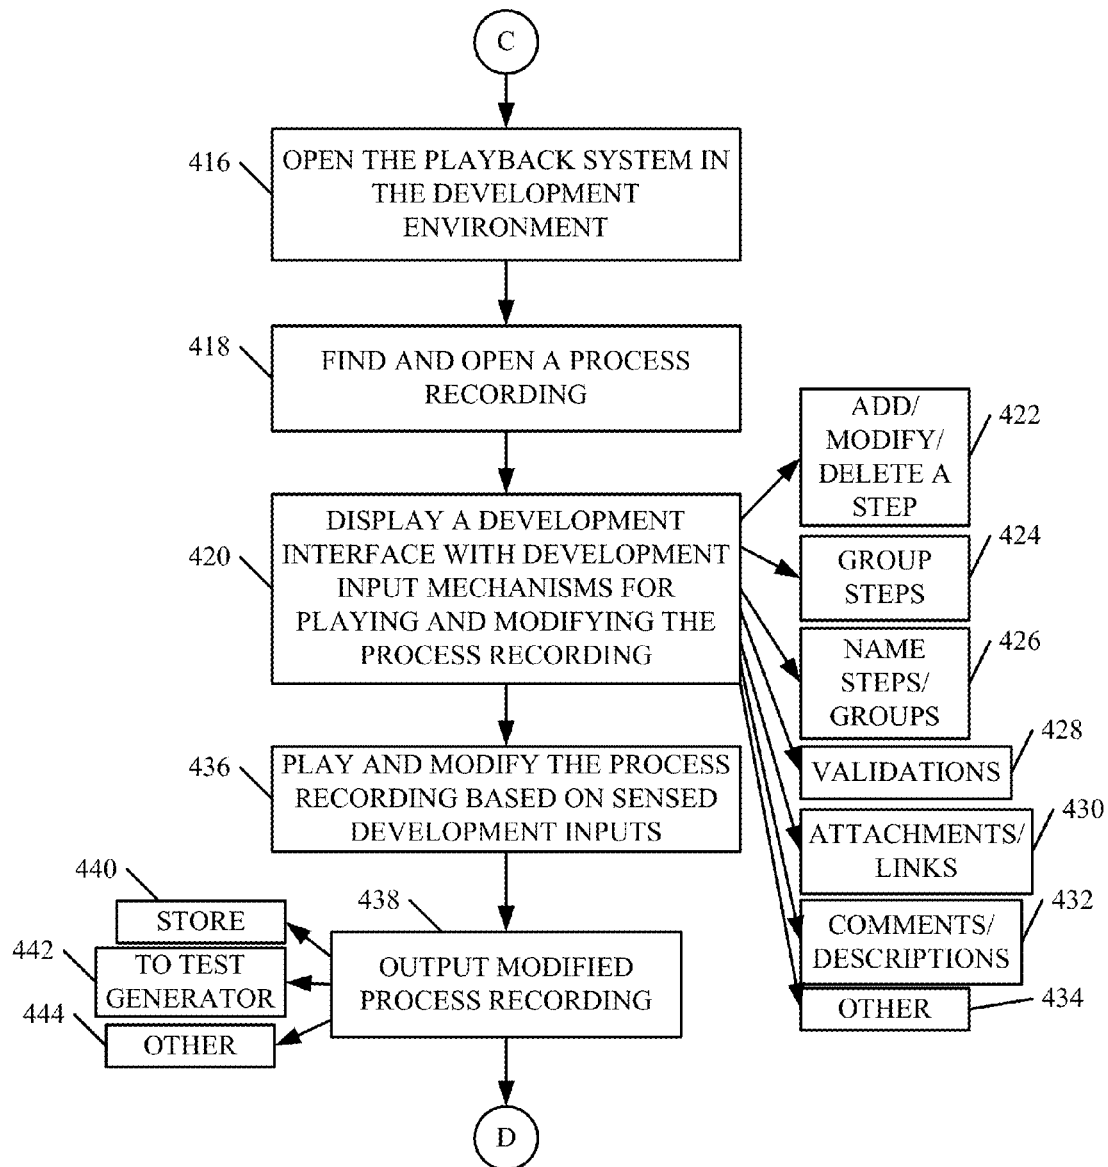 C
416
OPEN THE PLAYBACK SYSTEM IN
THE DEVELOPMENT
ENVIRONMENT
418
FIND AND OPEN A PROCESS
RECORDING
420
DISPLAY A DEVELOPMENT
INTERFACE WITH DEVELOPMENT
INPUT MECHANISMS FOR
PLAYING AND MODIFYING THE
PROCESS RECORDING
ADD/
MODIFY/
DELETE A
STEP
422
GROUP
STEPS
424
NAME
STEPS/
GROUPS
426
VALIDATIONS
428
ATTACHMENTS/
LINKS
430
COMMENTS/
DESCRIPTIONS
432
OTHER
434
436
PLAY AND MODIFY THE PROCESS
RECORDING BASED ON SENSED
DEVELOPMENT INPUTS
438
OUTPUT MODIFIED
PROCESS RECORDING
440
STORE
442
TO TEST
GENERATOR
444
OTHER
D